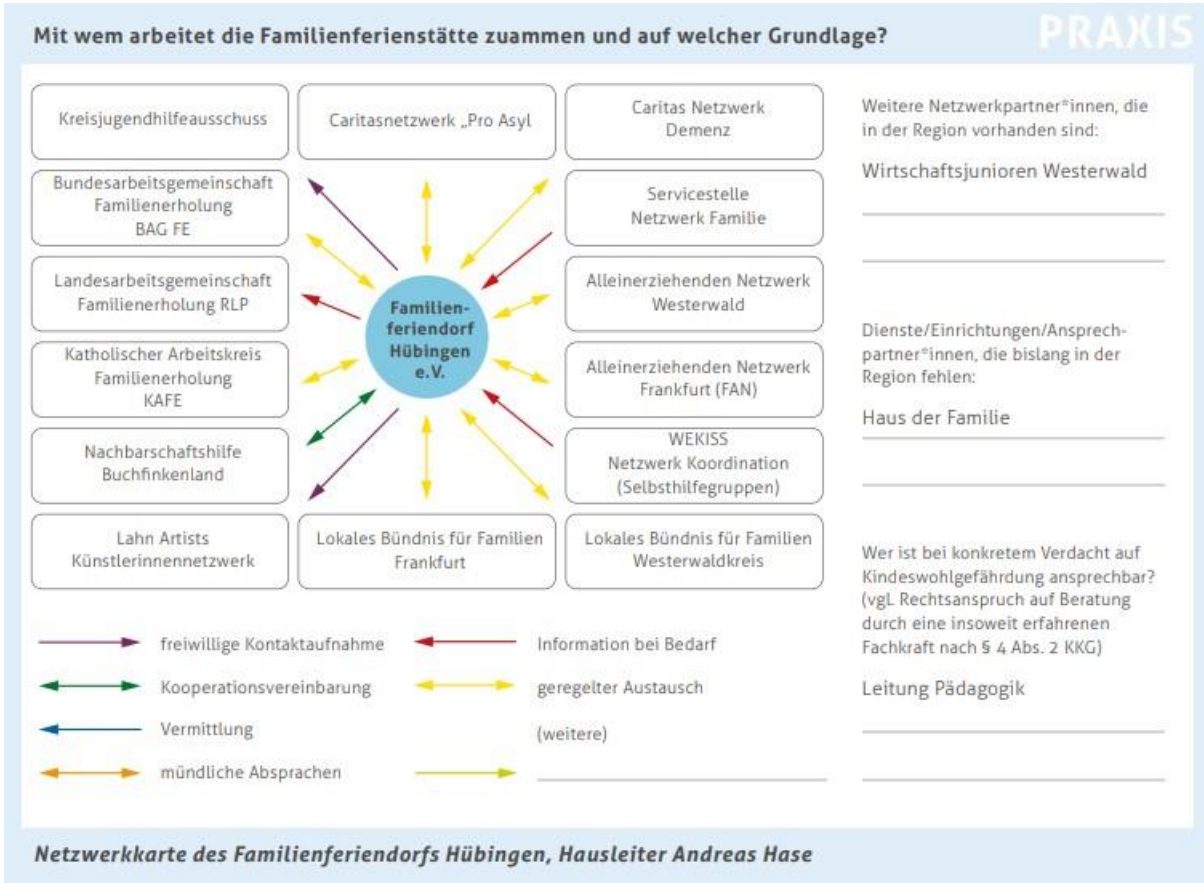 Mit wem arbeitet die Familienferienstätte zuammen und auf welcher Grundlage?
PRAXIS
Kreisjugendhilfeausschuss
Caritasnetzwerk „Pro Asyl
Caritas Netzwerk
Demenz
Bundesarbeitsgemeinschaft
Familienerholung
BAG FE
Servicestelle
Netzwerk Familie
Landesarbeitsgemeinschaft
Familienerholung RLP
Familien-
feriendorf
Hübingen
e.V.
Alleinerziehenden Netzwerk
Westerwald
Katholischer Arbeitskreis
Familienerholung
KAFE
Alleinerziehenden Netzwerk
Frankfurt (FAN)
Nachbarschaftshilfe
Buchfinkenland
WEKISS
Netzwerk Koordination
(Selbsthilfegruppen)
Lahn Artists
Künstlerinnennetzwerk
Lokales Bündnis für Familien
Frankfurt
Lokales Bündnis für Familien
Westerwaldkreis
freiwillige Kontaktaufnahme
Information bei Bedarf
Kooperationsvereinbarung
geregelter Austausch
Vermittlung
(weitere)
mündliche Absprachen
Weitere Netzwerkpartner*innen, die
in der Region vorhanden sind:
Wirtschaftsjunioren Westerwald
Dienste/Einrichtungen/Ansprech-
partner*innen, die bislang in der
Region fehlen:
Haus der Familie
Wer ist bei konkretem Verdacht auf
Kindeswohlgefährdung ansprechbar?
(vgl. Rechtsanspruch auf Beratung
durch eine insoweit erfahrenen
Fachkraft nach § 4 Abs. 2 KKG)
Leitung Pädagogik
Netzwerkkarte des Familienferiendorfs Hübingen, Hausleiter Andreas Hase